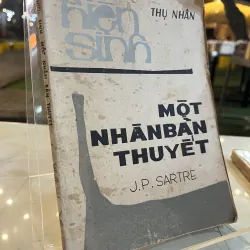 hiện
sinh
THỤ NHÂN
MỘT
NHÂNBẢN
THUYẾT
J.P. SARTRE